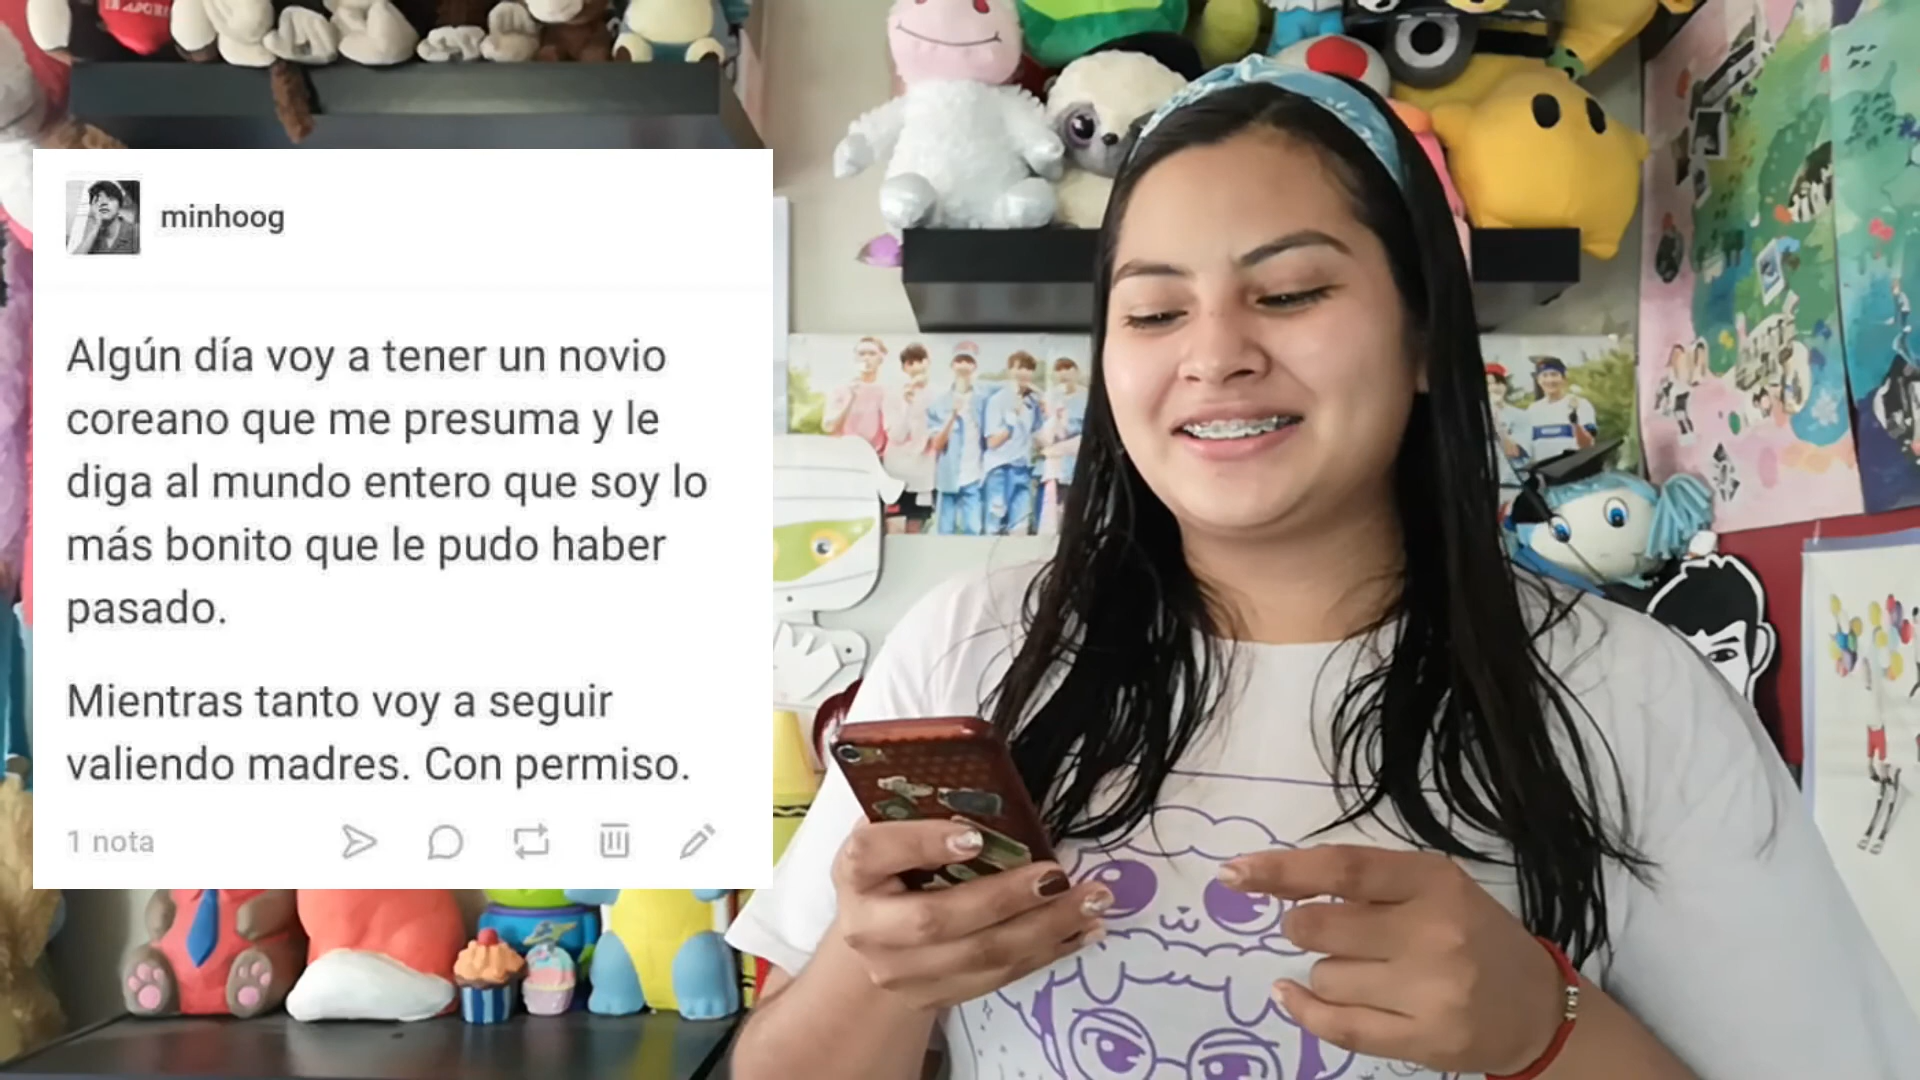 minhoog
Algún día voy a tener un novio
coreano que me presuma y le
diga al mundo entero que soy lo
más bonito que le pudo haber
pasado.
Mientras tanto voy a seguir
valiendo madres. Con permiso.
1 nota